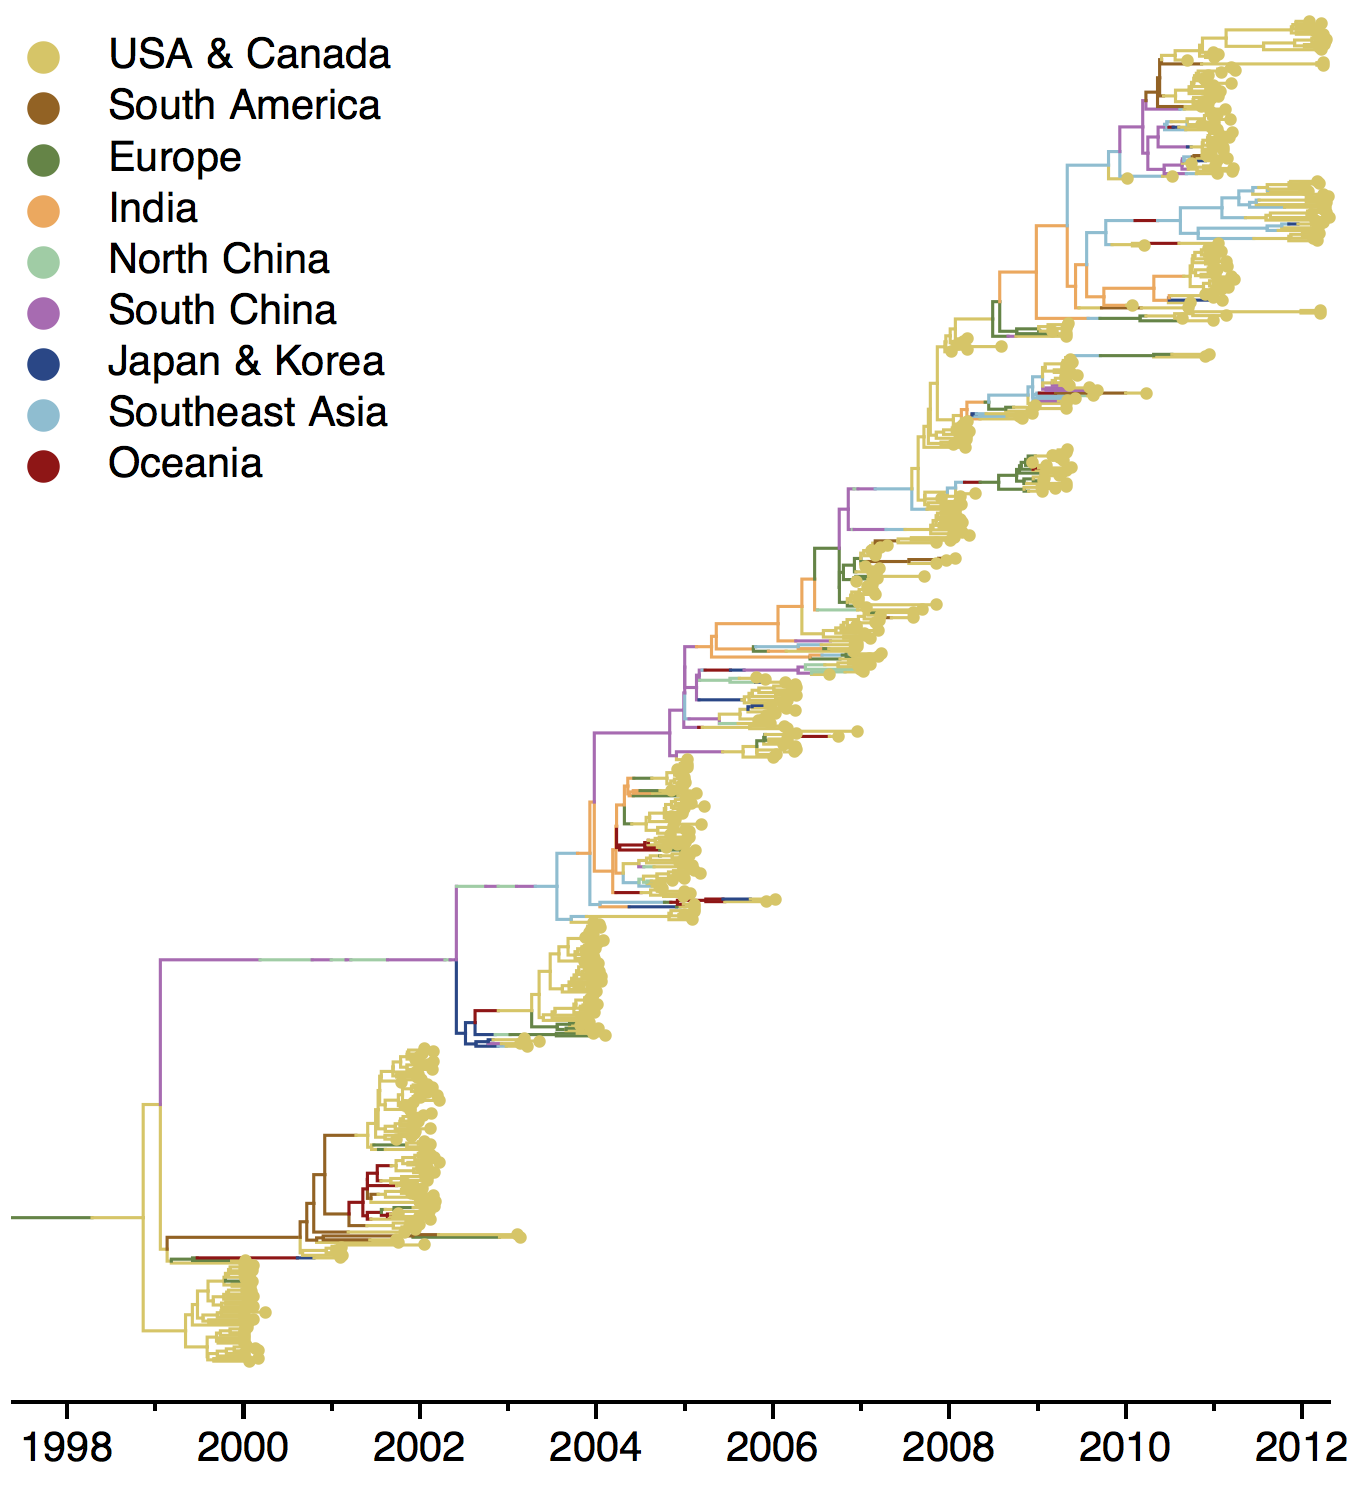 USA & Canada
South America
Europe
India
North China
South China
Japan & Korea
Southeast Asia
Oceania
1998 2000 2002 2004 2006 2008 2010 2012